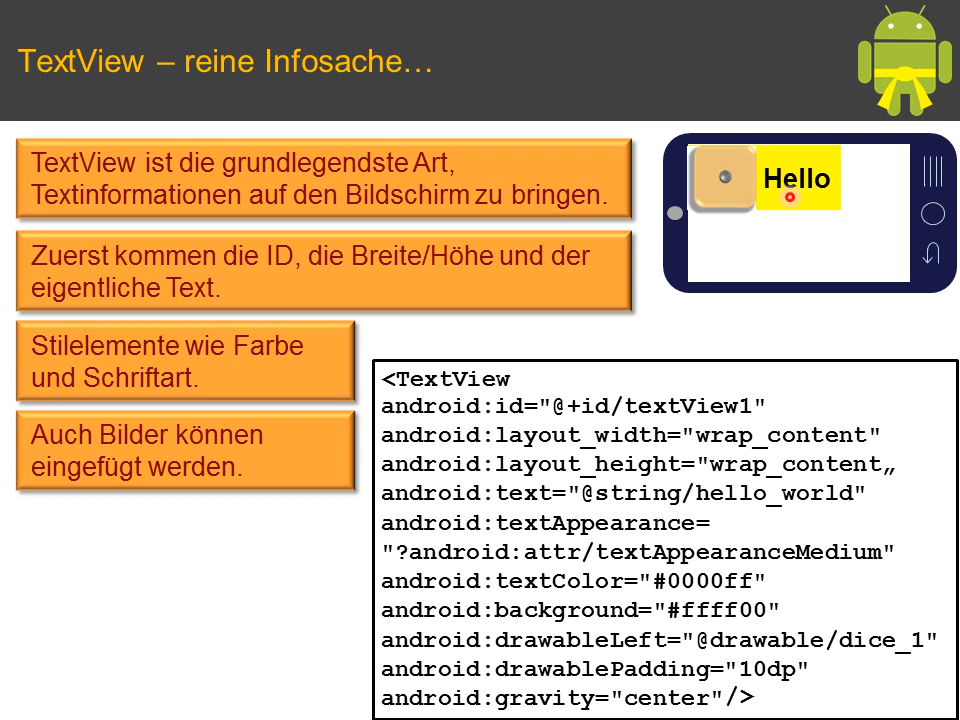 TextView – reine Infosache…
TextView ist die grundlegendste Art,
Textinformationen auf den Bildschirm zu bringen.
Hello
Zuerst kommen die ID, die Breite/Höhe und der
eigentliche Text.
Stilelemente wie Farbe
und Schriftart.
Auch Bilder können
eingefügt werden.
<TextView
android:id="@+id/textView1"
android:layout_width="wrap_content"
android:layout_height="wrap_content„
android:text="@string/hello_world"
android:textAppearance=
"?android:attr/textAppearanceMedium"
android:textColor="#0000ff"
android:background="#ffff00"
android:drawableLeft="@drawable/dice_1"
android:drawablePadding="10dp"
android:gravity="center"/>